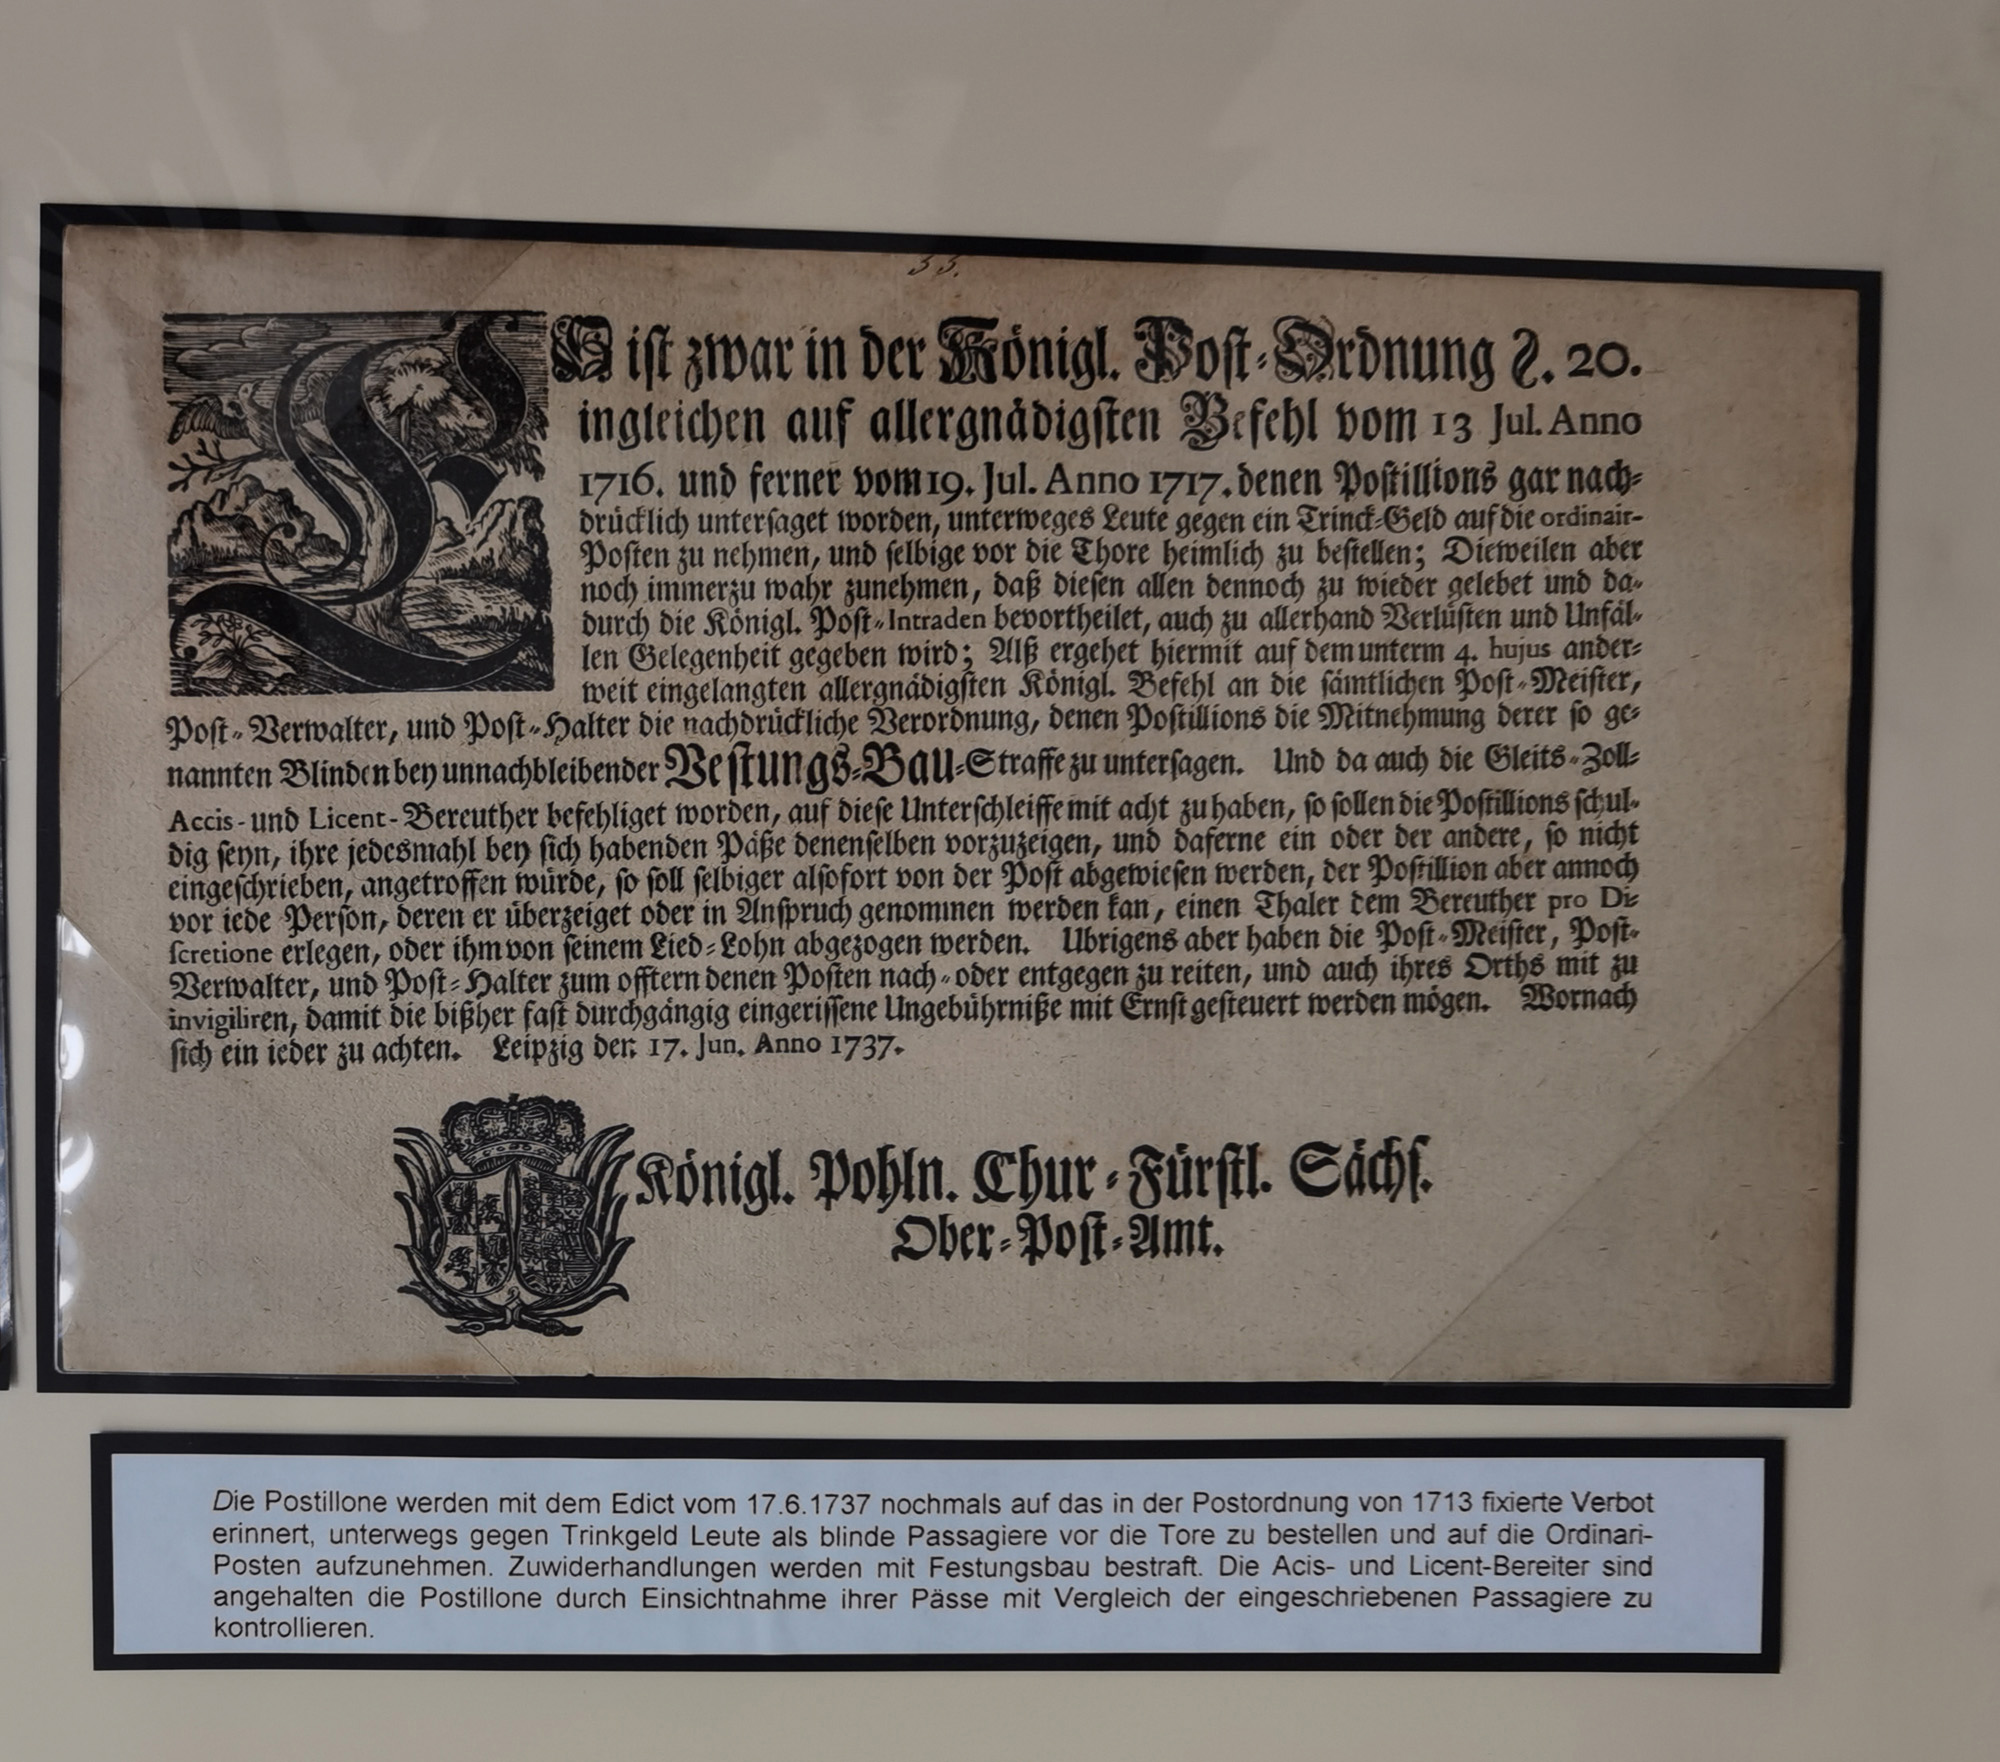 33.
ES ist zwar in der Königl. Post-Ordnung §. 20.
ingleichen auf allergnädigsten Befehl vom 13 Jul. Anno
1716. und ferner vom 19. Jul. Anno 1717. denen Postillions gar nach-
drücklich untersaget worden, unterweges Leute gegen ein Trinck-Geld auf die ordinair-
Posten zu nehmen, und selbige vor die Thore heimlich zu bestellen; Dieweilen aber
noch immerzu wahr zunehmen, daß diesen allen dennoch zu wieder gelebet und da-
durch die Königl. Post-Intraden bevortheilet, auch zu allerhand Verlüsten und Unfäl-
len Gelegenheit gegeben wird; Alß ergehet hiermit auf dem unterm 4. hujus ander-
weit eingelangten allergnädigsten Königl. Befehl an die sämtlichen Post-Meister,
Post-Verwalter, und Post-Halter die nachdrückliche Verordnung, denen Postillions die Mitnehmung derer so ge-
nannten Blinden bey unnachbleibender Vestungs-Bau-Straffe zu untersagen. Und da auch die Gleits-Zoll-
Accis- und Licent-Bereuther befehliget worden, auf diese Unterschleiffe mit acht zu haben, so sollen die Postillions schul-
dig seyn, ihre jedesmahl bey sich habenden Päße denenselben vorzuzeigen, und daferne ein oder der andere, so nicht
eingeschrieben, angetroffen würde, so soll selbiger alsofort von der Post abgewiesen werden, der Postillion aber annoch
vor iede Person, deren er überzeiget oder in Anspruch genommen werden kan, einen Thaler dem Bereuther pro Di-
scretione erlegen, oder ihm von seinem Lied-Lohn abgezogen werden. Ubrigens aber haben die Post-Meister, Post-
Verwalter, und Post-Halter zum offtern denen Posten nach- oder entgegen zu reiten, und auch ihres Orths mit zu
invigiliren, damit die bißher fast durchgängig eingerissene Ungebührniße mit Ernst gesteuert werden mögen. Wornach
sich ein ieder zu achten. Leipzig den 17. Jun. Anno 1737.
Königl. Pohln. Chur-Fürstl. Sächs.
Ober-Post-Amt.
Die Postillone werden mit dem Edict vom 17.6.1737 nochmals auf das in der Postordnung von 1713 fixierte Verbot
erinnert, unterwegs gegen Trinkgeld Leute als blinde Passagiere vor die Tore zu bestellen und auf die Ordinari-
Posten aufzunehmen. Zuwiderhandlungen werden mit Festungsbau bestraft. Die Acis- und Licent-Bereiter sind
angehalten die Postillone durch Einsichtnahme ihrer Pässe mit Vergleich der eingeschriebenen Passagiere zu
kontrollieren.